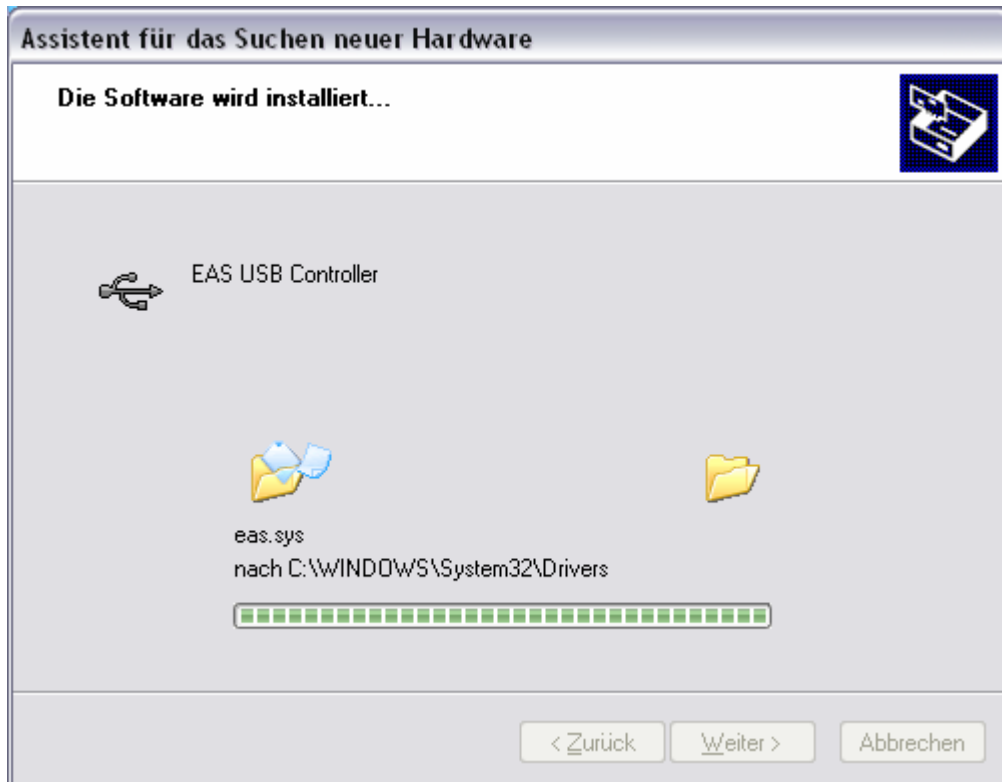 Assistent für das Suchen neuer Hardware
Die Software wird installiert...
EAS USB Controller
eas.sys
nach C:\WINDOWS\System32\Drivers
< Zurück
Weiter >
Abbrechen